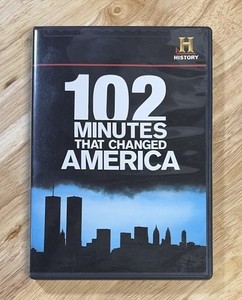 H
HISTORY
102
MINUTES
THAT CHANGED
AMERICA